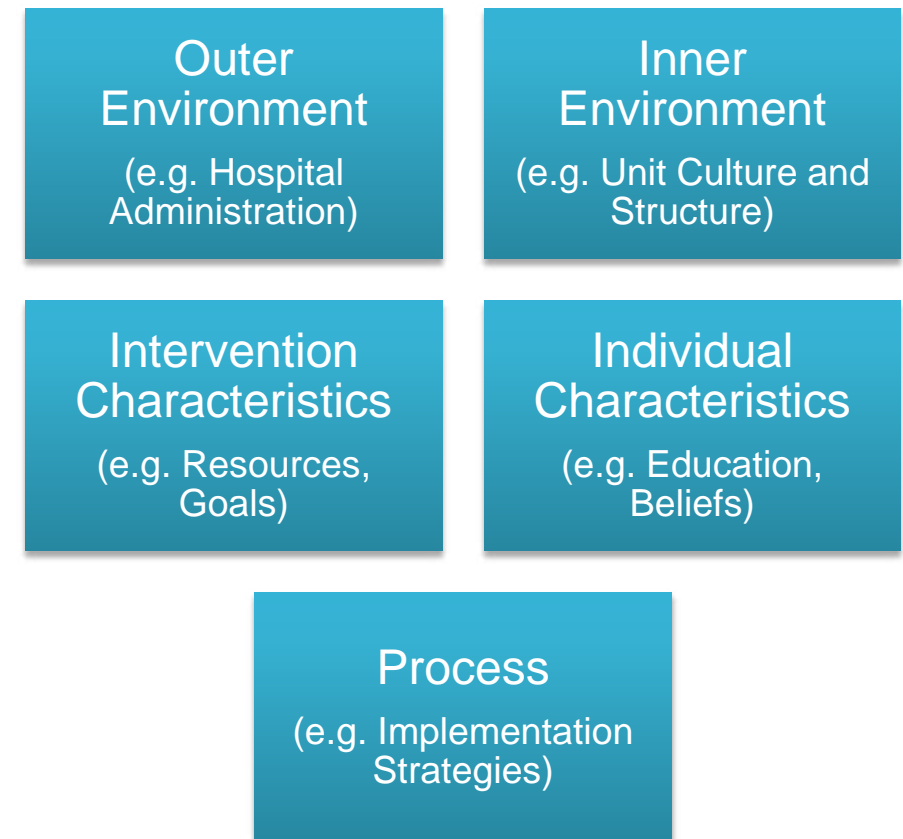 Outer
Environment
(e.g. Hospital
Administration)
Inner
Environment
(e.g. Unit Culture and
Structure)
Intervention
Characteristics
(e.g. Resources,
Goals)
Individual
Characteristics
(e.g. Education,
Beliefs)
Process
(e.g. Implementation
Strategies)